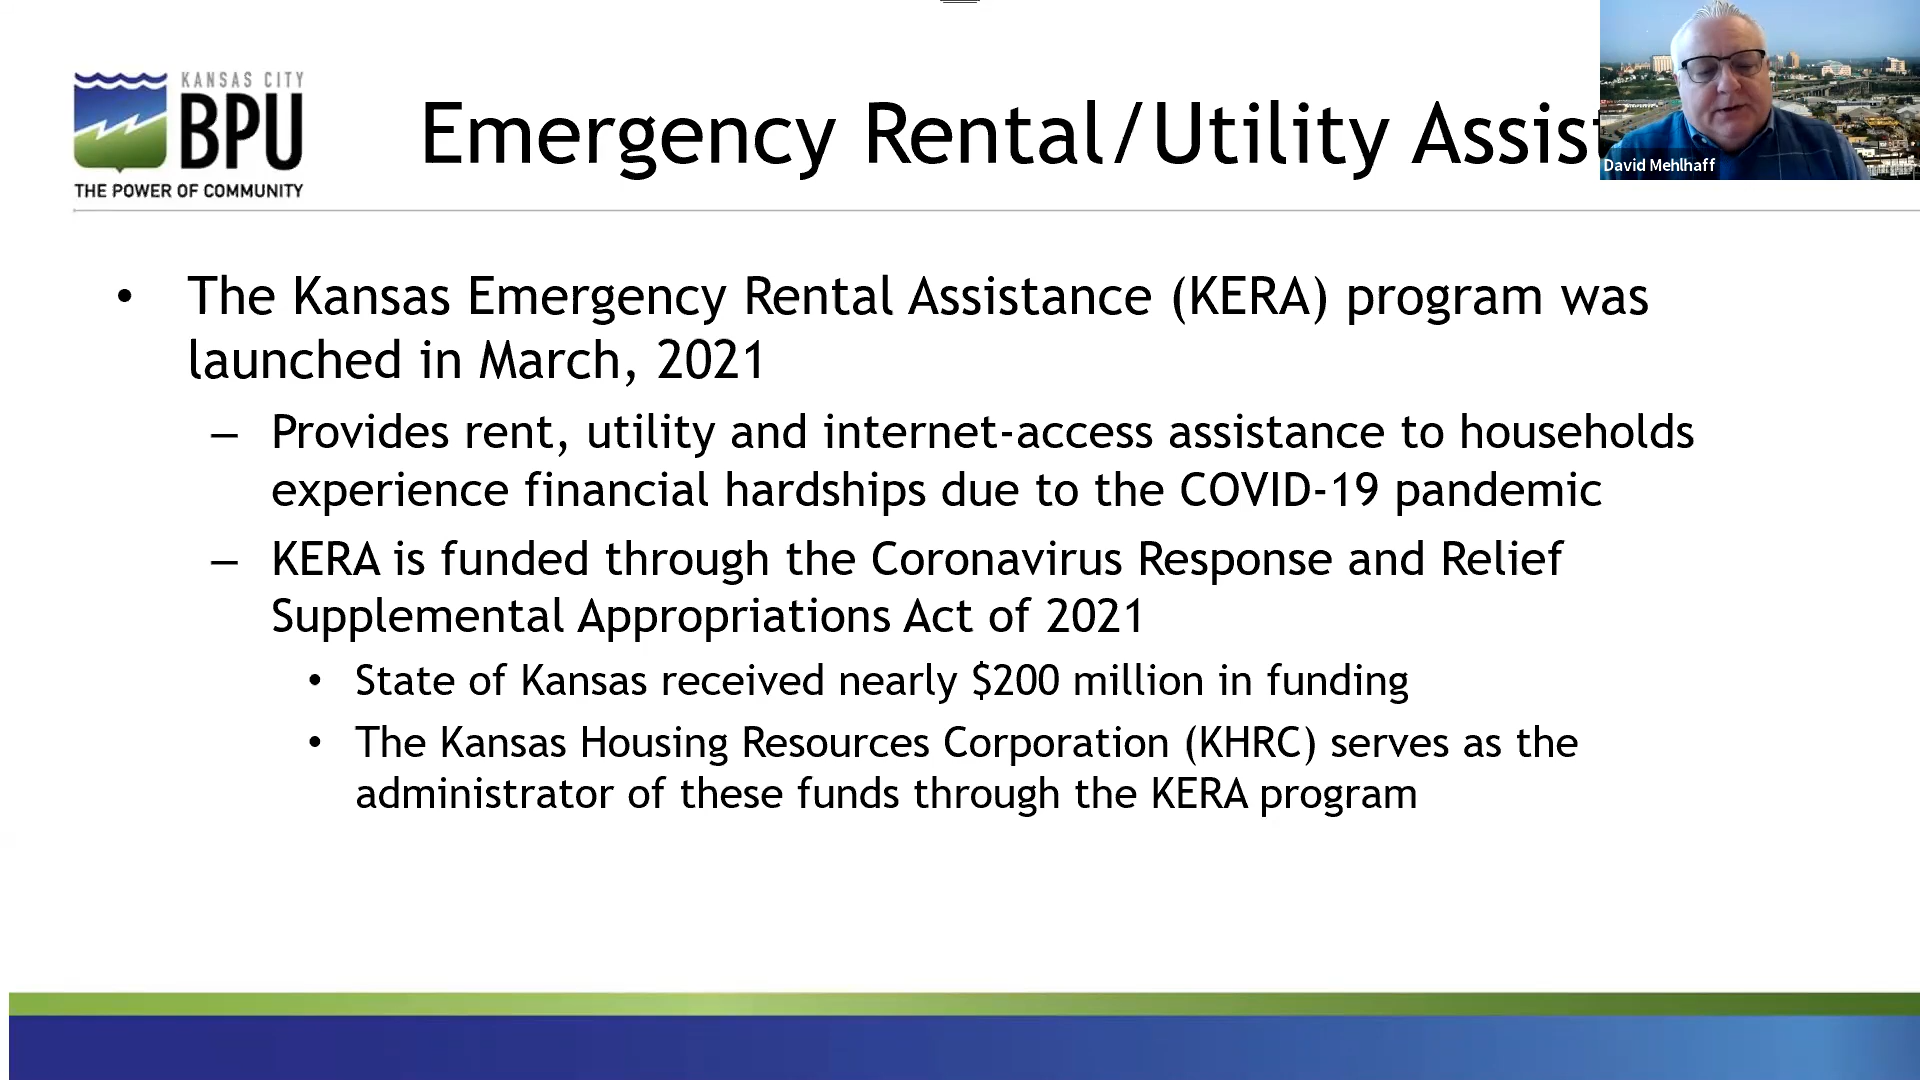 KANSAS CITY
BPU
THE POWER OF COMMUNITY
Emergency Rental/Utility
David Mehlhaff
• The Kansas Emergency Rental Assistance (KERA) program was
launched in March, 2021
– Provides rent, utility and internet-access assistance to households
experience financial hardships due to the COVID-19 pandemic
– KERA is funded through the Coronavirus Response and Relief
Supplemental Appropriations Act of 2021
• State of Kansas received nearly $200 million in funding
• The Kansas Housing Resources Corporation (KHRC) serves as the
administrator of these funds through the KERA program